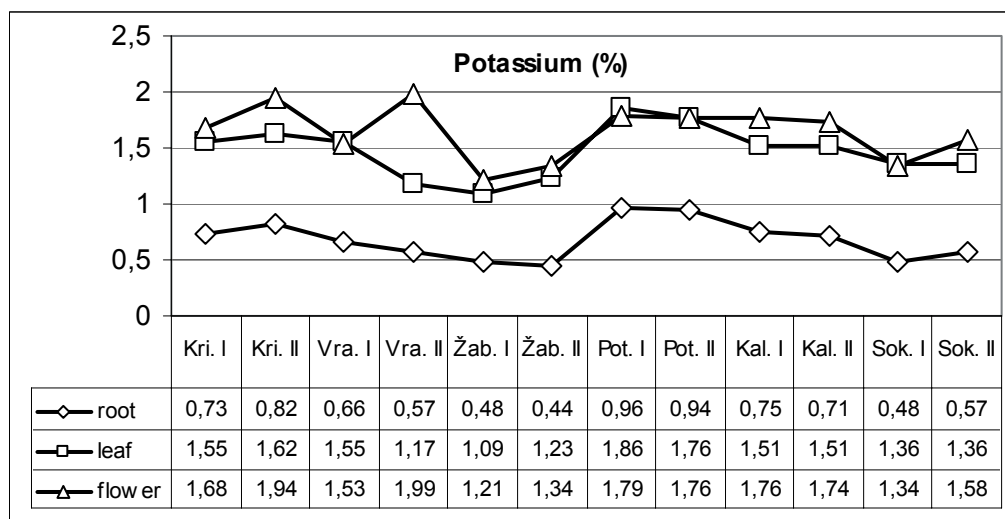 Potassium (%)
2,5
2
1,5
1
0,5
0
Kri. I Kri. II Vra. I Vra. II Žab. I Žab. II Pot. I Pot. II Kal. I Kal. II Sok. I Sok. II
root 0,73 0,82 0,66 0,57 0,48 0,44 0,96 0,94 0,75 0,71 0,48 0,57
leaf 1,55 1,62 1,55 1,17 1,09 1,23 1,86 1,76 1,51 1,51 1,36 1,36
flower 1,68 1,94 1,53 1,99 1,21 1,34 1,79 1,76 1,76 1,74 1,34 1,58